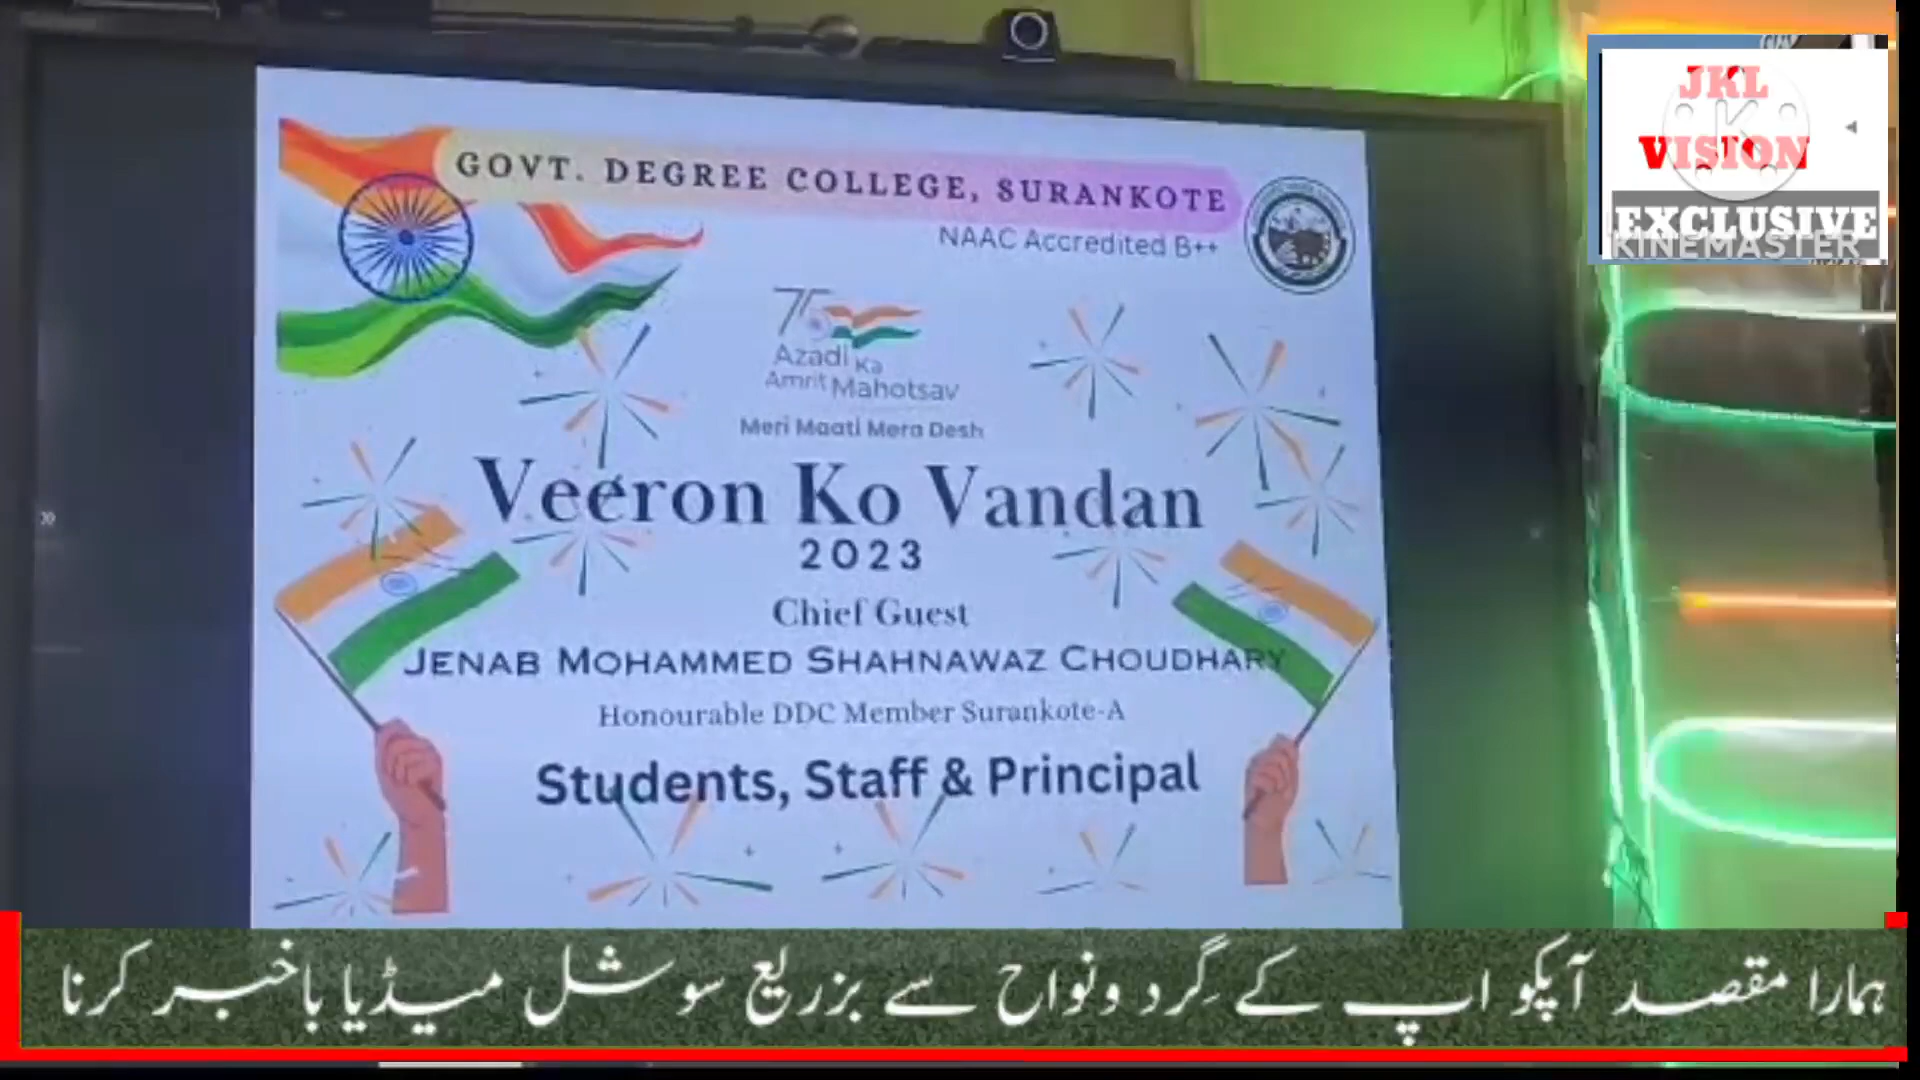 GOVT. DEGREE COLLEGE, SURANKOTE
NAAC Accredited B++
75
Azadi Ka
Amrit Mahotsav
Meri Maati Mera Desh
Veeron Ko Vandan
2023
Chief Guest
JENAB MOHAMMED SHAHNAWAZ CHOUDHARY
Honourable DDC Member Surankote-A
Students, Staff & Principal
JKL
VISION
EXCLUSIVE
KINEMASTER
ہمارا مقصد آپکو اپ کے گِرد ونواح سے بزریع سوشل میڈیا باخبر کرنا